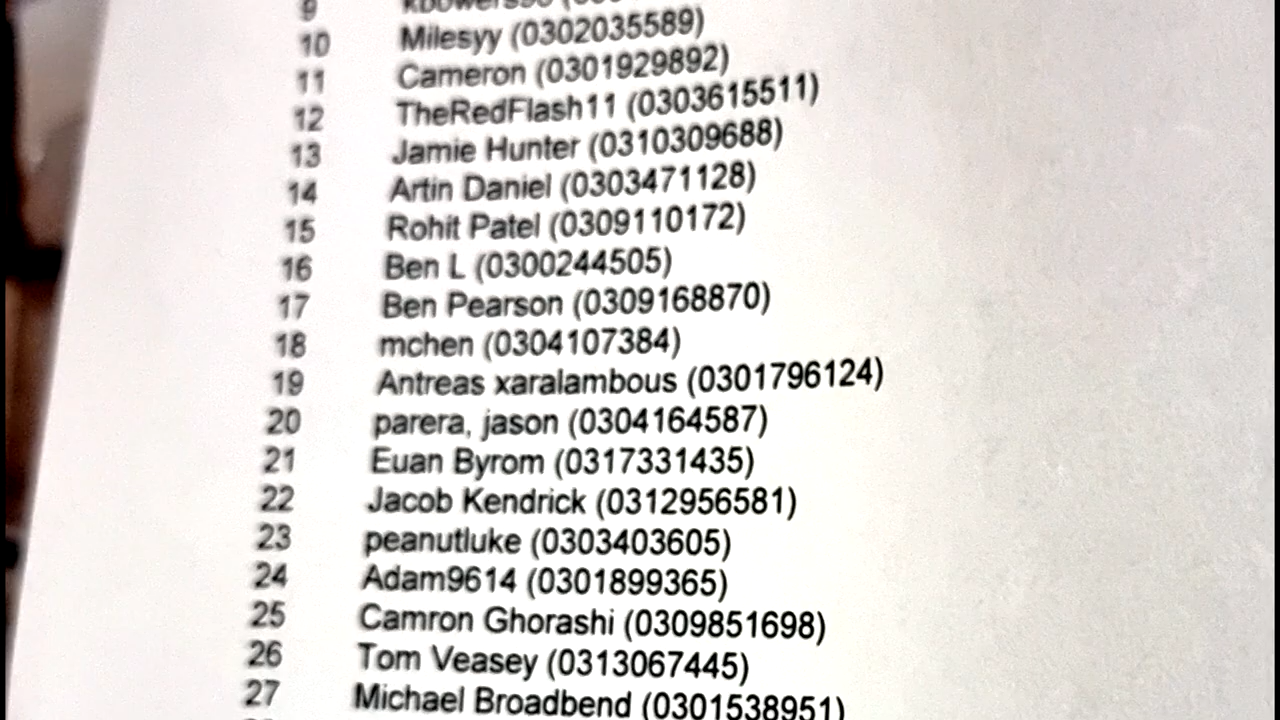 9
10 Milesyy (0302035589)
11 Cameron (0301929892)
12 TheRedFlash11 (0303615511)
13 Jamie Hunter (0310309688)
14 Artin Daniel (0303471128)
15 Rohit Patel (0309110172)
16 Ben L (0300244505)
17 Ben Pearson (0309168870)
18 mchen (0304107384)
19 Antreas xaralambous (0301796124)
20 parera, jason (0304164587)
21 Euan Byrom (0317331435)
22 Jacob Kendrick (0312956581)
23 peanutluke (0303403605)
24 Adam9614 (0301899365)
25 Camron Ghorashi (0309851698)
26 Tom Veasey (0313067445)
27 Michael Broadbend (0301538951)